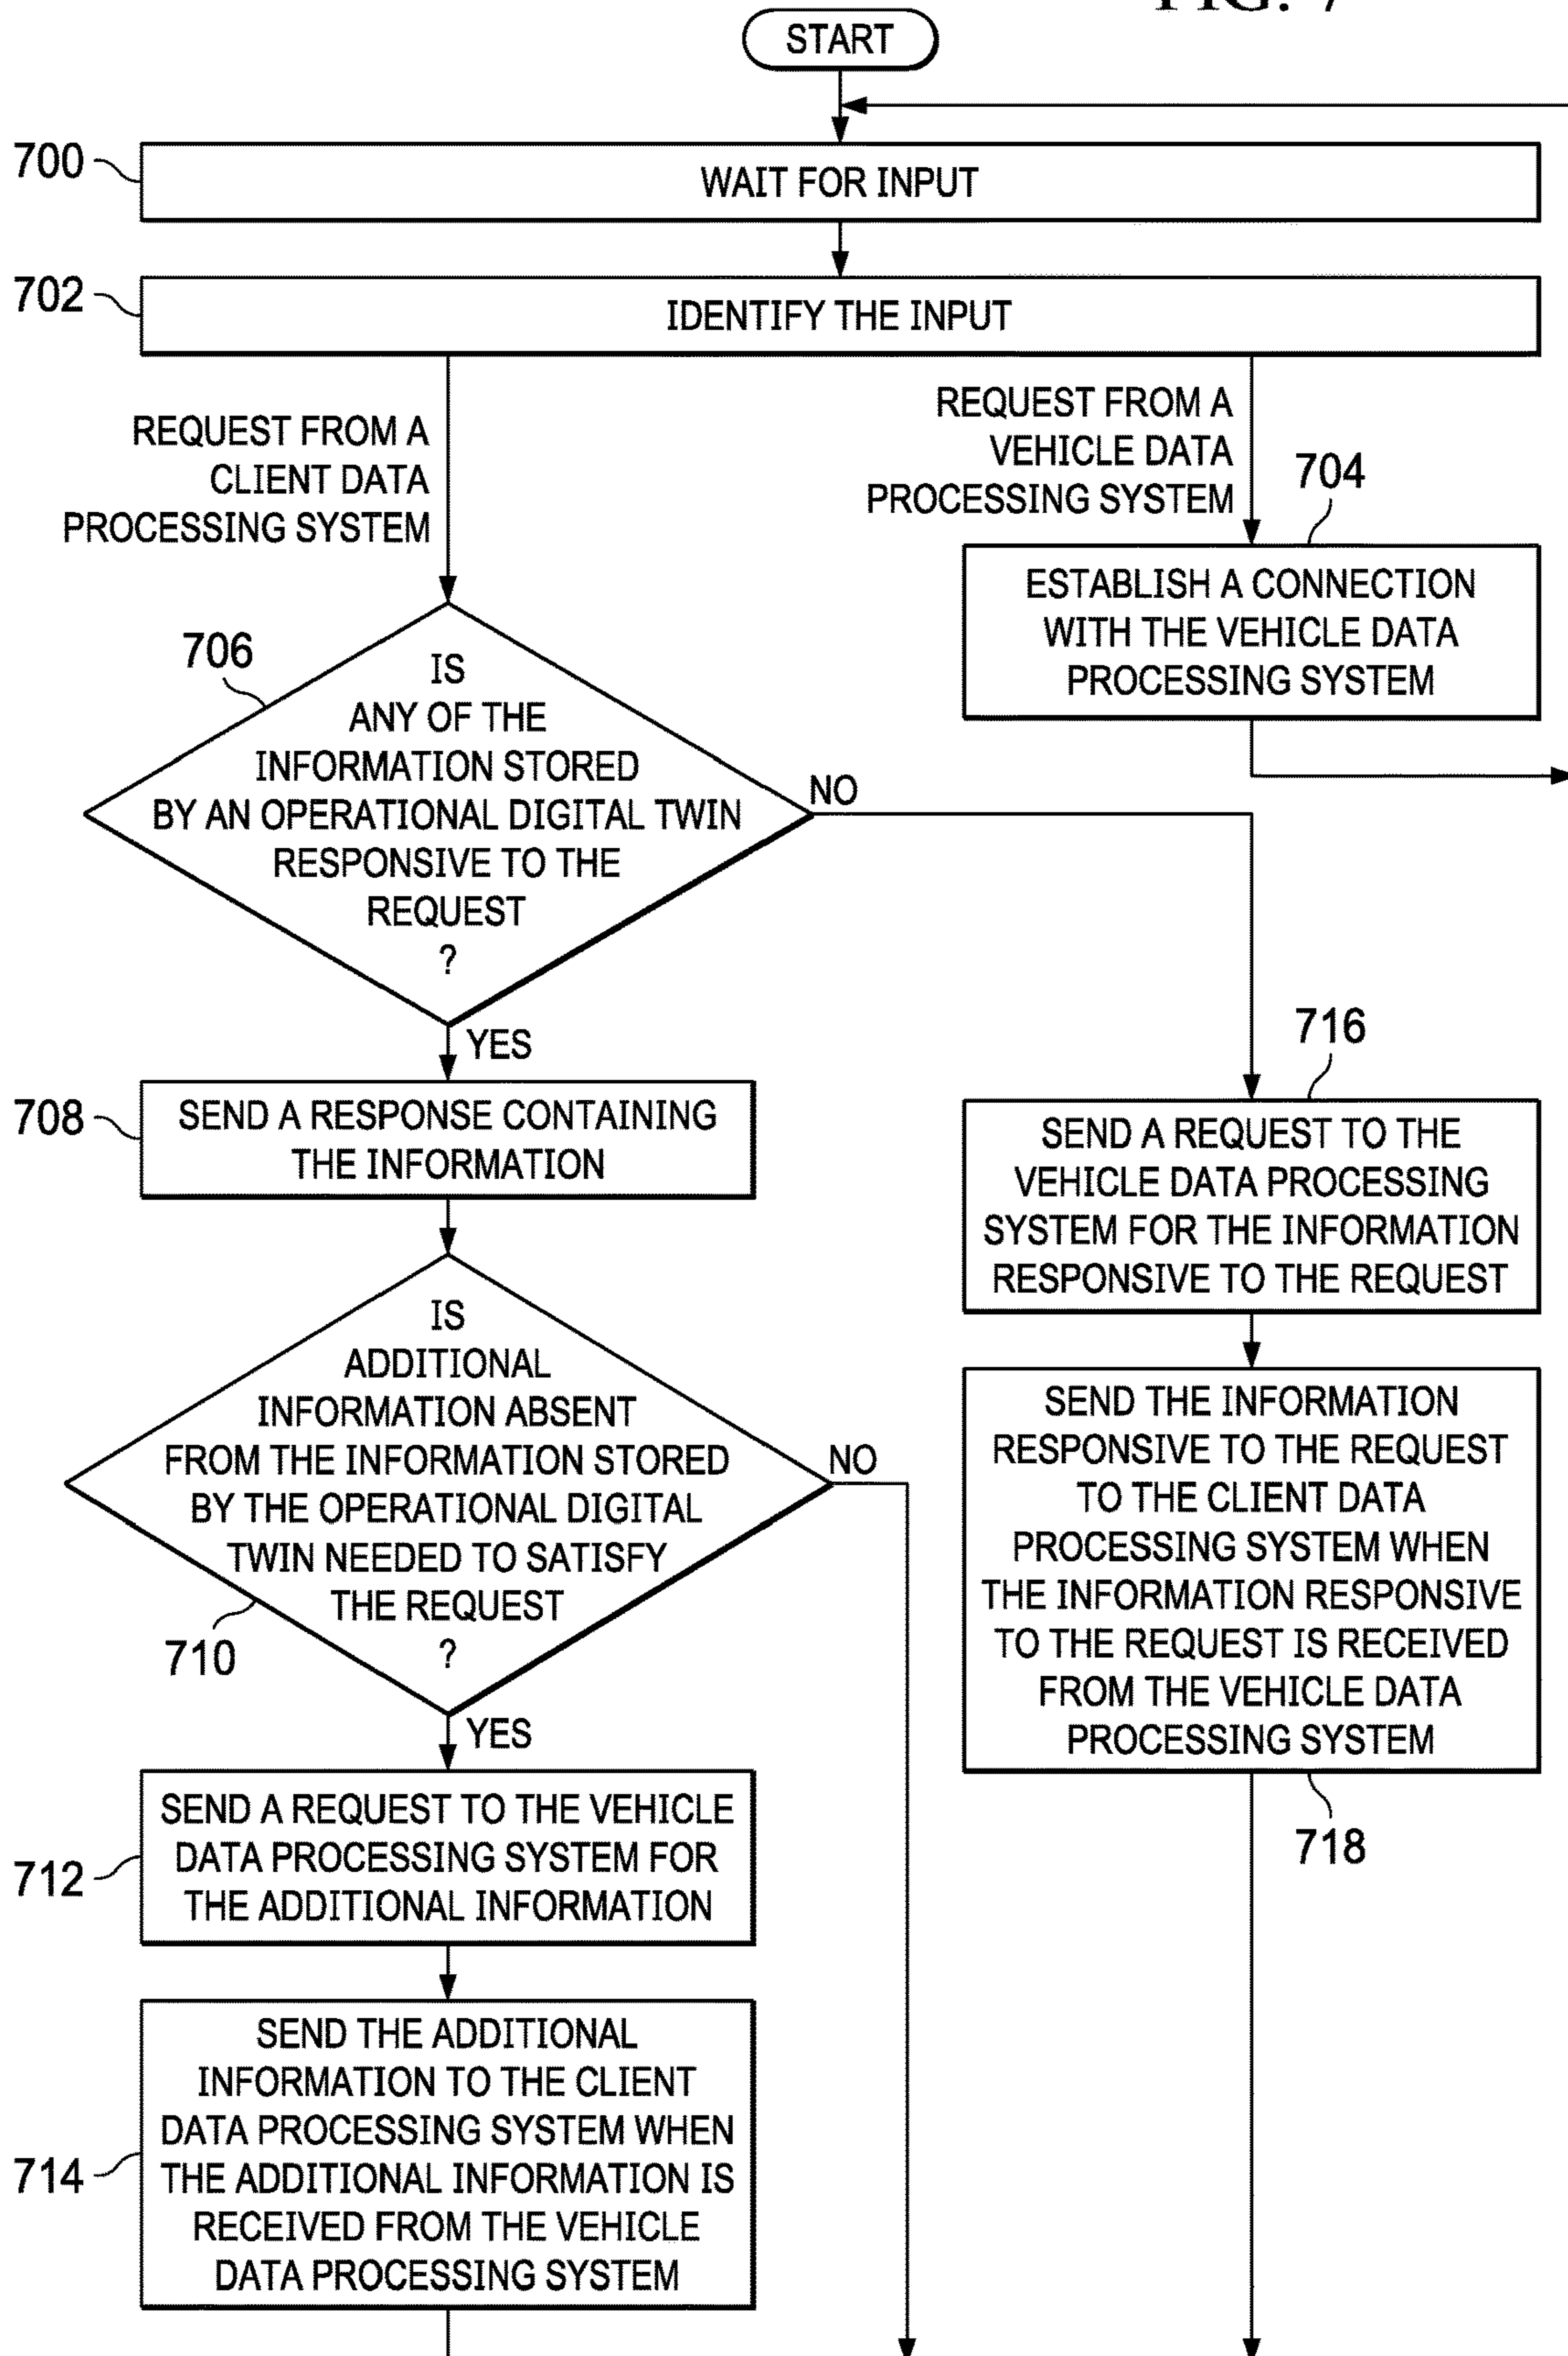 FIG. 7
START
700
WAIT FOR INPUT
702
IDENTIFY THE INPUT
REQUEST FROM A
CLIENT DATA
PROCESSING SYSTEM
REQUEST FROM A
VEHICLE DATA
PROCESSING SYSTEM
704
ESTABLISH A CONNECTION
WITH THE VEHICLE DATA
PROCESSING SYSTEM
706
IS
ANY OF THE
INFORMATION STORED
BY AN OPERATIONAL DIGITAL TWIN
RESPONSIVE TO THE
REQUEST
?
NO
YES
708
SEND A RESPONSE CONTAINING
THE INFORMATION
716
SEND A REQUEST TO THE
VEHICLE DATA PROCESSING
SYSTEM FOR THE INFORMATION
RESPONSIVE TO THE REQUEST
IS
ADDITIONAL
INFORMATION ABSENT
FROM THE INFORMATION STORED
BY THE OPERATIONAL DIGITAL
TWIN NEEDED TO SATISFY
THE REQUEST
?
710
NO
YES
SEND THE INFORMATION
RESPONSIVE TO THE REQUEST
TO THE CLIENT DATA
PROCESSING SYSTEM WHEN
THE INFORMATION RESPONSIVE
TO THE REQUEST IS RECEIVED
FROM THE VEHICLE DATA
PROCESSING SYSTEM
718
712
SEND A REQUEST TO THE VEHICLE
DATA PROCESSING SYSTEM FOR
THE ADDITIONAL INFORMATION
714
SEND THE ADDITIONAL
INFORMATION TO THE CLIENT
DATA PROCESSING SYSTEM WHEN
THE ADDITIONAL INFORMATION IS
RECEIVED FROM THE VEHICLE
DATA PROCESSING SYSTEM